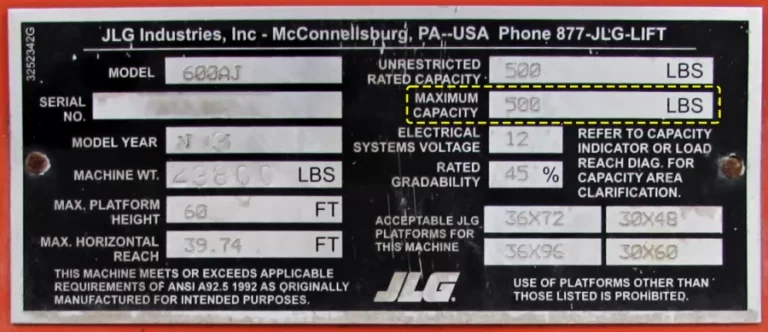 JLG Industries, Inc - McConnellsburg, PA--USA Phone 877-JLG-LIFT
3252342G
MODEL 600AJ
SERIAL NO.
MODEL YEAR
MACHINE WT. 23800 LBS
MAX. PLATFORM HEIGHT 60 FT
MAX. HORIZONTAL REACH 39.74 FT
THIS MACHINE MEETS OR EXCEEDS APPLICABLE
REQUIREMENTS OF ANSI A92.5 1992 AS ORIGINALLY
MANUFACTURED FOR INTENDED PURPOSES.
UNRESTRICTED RATED CAPACITY 500 LBS
MAXIMUM CAPACITY 500 LBS
ELECTRICAL SYSTEMS VOLTAGE 12
RATED GRADABILITY 45 %
REFER TO CAPACITY
INDICATOR OR LOAD
REACH DIAG. FOR
CAPACITY AREA
CLARIFICATION.
ACCEPTABLE JLG
PLATFORMS FOR
THIS MACHINE
36X72 30X48
36X96 30X60
JLG.
USE OF PLATFORMS OTHER THAN
THOSE LISTED IS PROHIBITED.